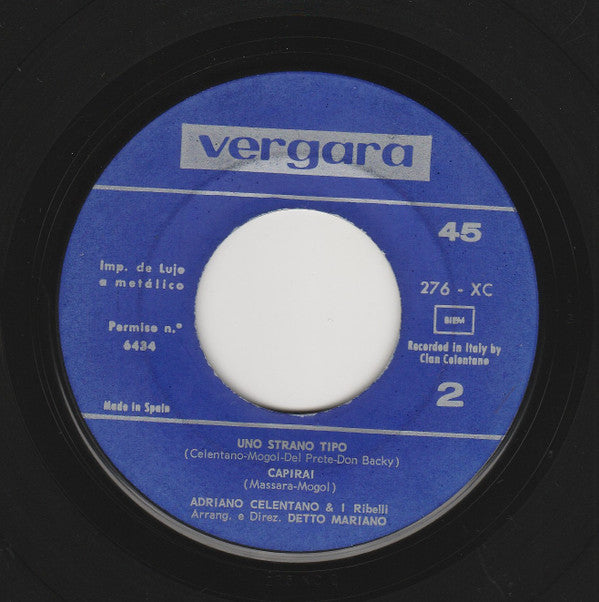 vergara
45
Imp. de Lujo
a metálico
276 - XC
BIEM
Permiso n.°
6434
Recorded in Italy by
Clan Celentano
2
Made in Spain
UNO STRANO TIPO
(Celentano-Mogol-Del Prete-Don Backy)
CAPIRAI
(Massara-Mogol)
ADRIANO CELENTANO & I Ribelli
Arrang. e Direz. DETTO MARIANO